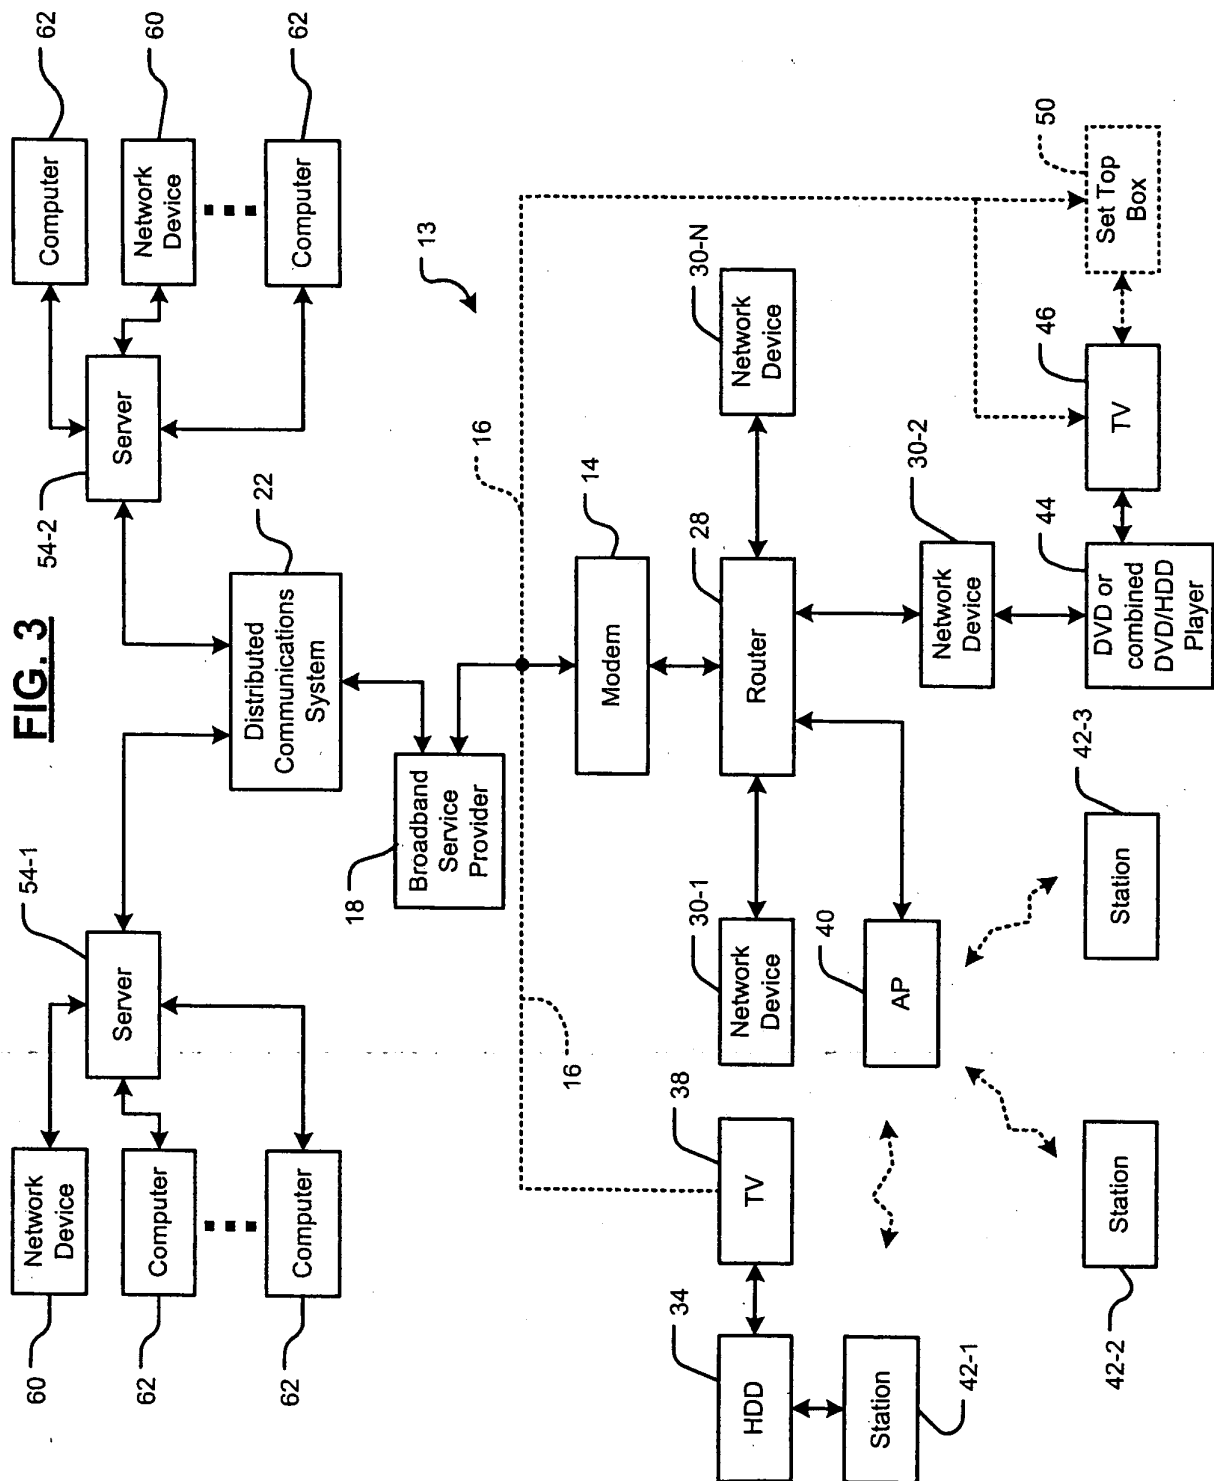 FIG. 3
60
Network
Device
62
Computer
62
Computer
54-1
Server
54-2
Server
62
Computer
60
Network
Device
62
Computer
22
Distributed
Communications
System
18
Broadband
Service
Provider
13
16
16
14
Modem
28
Router
30-1
Network
Device
30-N
Network
Device
34
HDD
38
TV
40
AP
42-1
Station
42-2
Station
42-3
Station
30-2
Network
Device
44
DVD or
combined
DVD/HDD
Player
46
TV
50
Set Top
Box